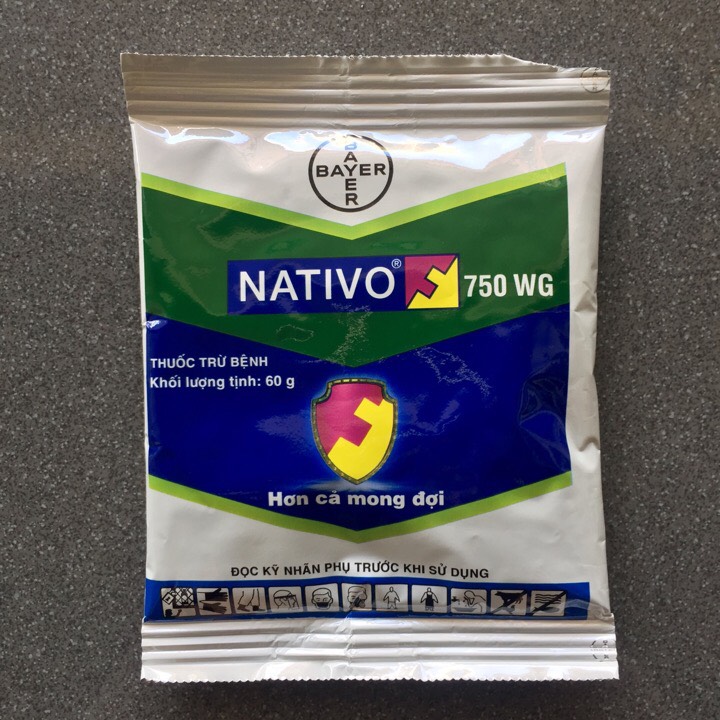 BAYER
BAYER
NATIVO® 750 WG
THUỐC TRỪ BỆNH
Khối lượng tịnh: 60 g
Hơn cả mong đợi
ĐỌC KỸ NHÃN PHỤ TRƯỚC KHI SỬ DỤNG